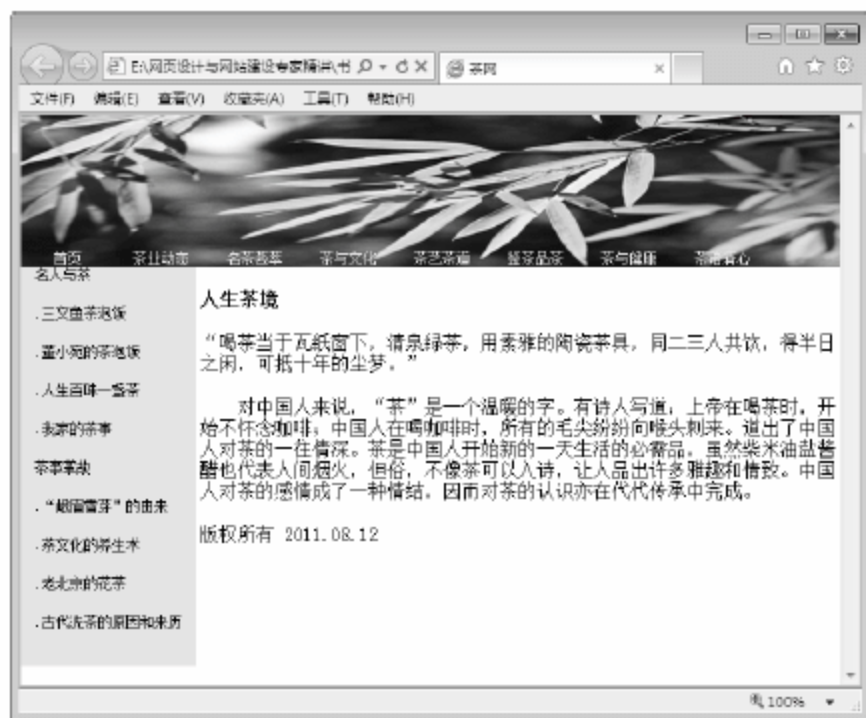 E:\网页设计与网站建设专家精讲\书
茶网
文件(F) 编辑(E) 查看(V) 收藏夹(A) 工具(T) 帮助(H)
首页 茶业动态 名茶荟萃 茶与文化 茶艺茶道 鉴茶品茶 茶与健康
名人与茶
.三文鱼茶泡饭
.董小宛的茶泡饭
.人生百味一盏茶
.我家的茶事
茶事掌故
.“峨眉雪芽”的由来
.茶文化的养生术
.老北京的花茶
.古代洗茶的原因和来历
人生茶境
“喝茶当于瓦纸窗下，清泉绿茶，用素雅的陶瓷茶具，同二三人共饮，得半日
之闲，可抵十年的尘梦。”
对中国人来说，“茶”是一个温暖的字。有诗人写道，上帝在喝茶时，开
始不怀念咖啡，中国人在喝咖啡时，所有的毛尖纷纷向喉头刺来。道出了中国
人对茶的一往情深。茶是中国人开始新的一天生活的必需品。虽然柴米油盐酱
醋也代表人间烟火，但俗，不像茶可以入诗，让人品出许多雅趣和情致。中国
人对茶的感情成了一种情结，因而对茶的认识亦在代代传承中完成。
版权所有 2011.08.12
100%